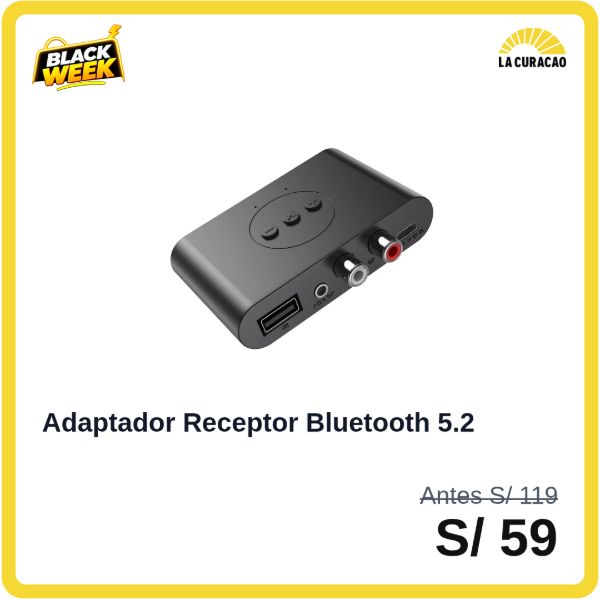 BLACK
WEEK
LA CURACAO
Adaptador Receptor Bluetooth 5.2
Antes S/ 119
S/ 59